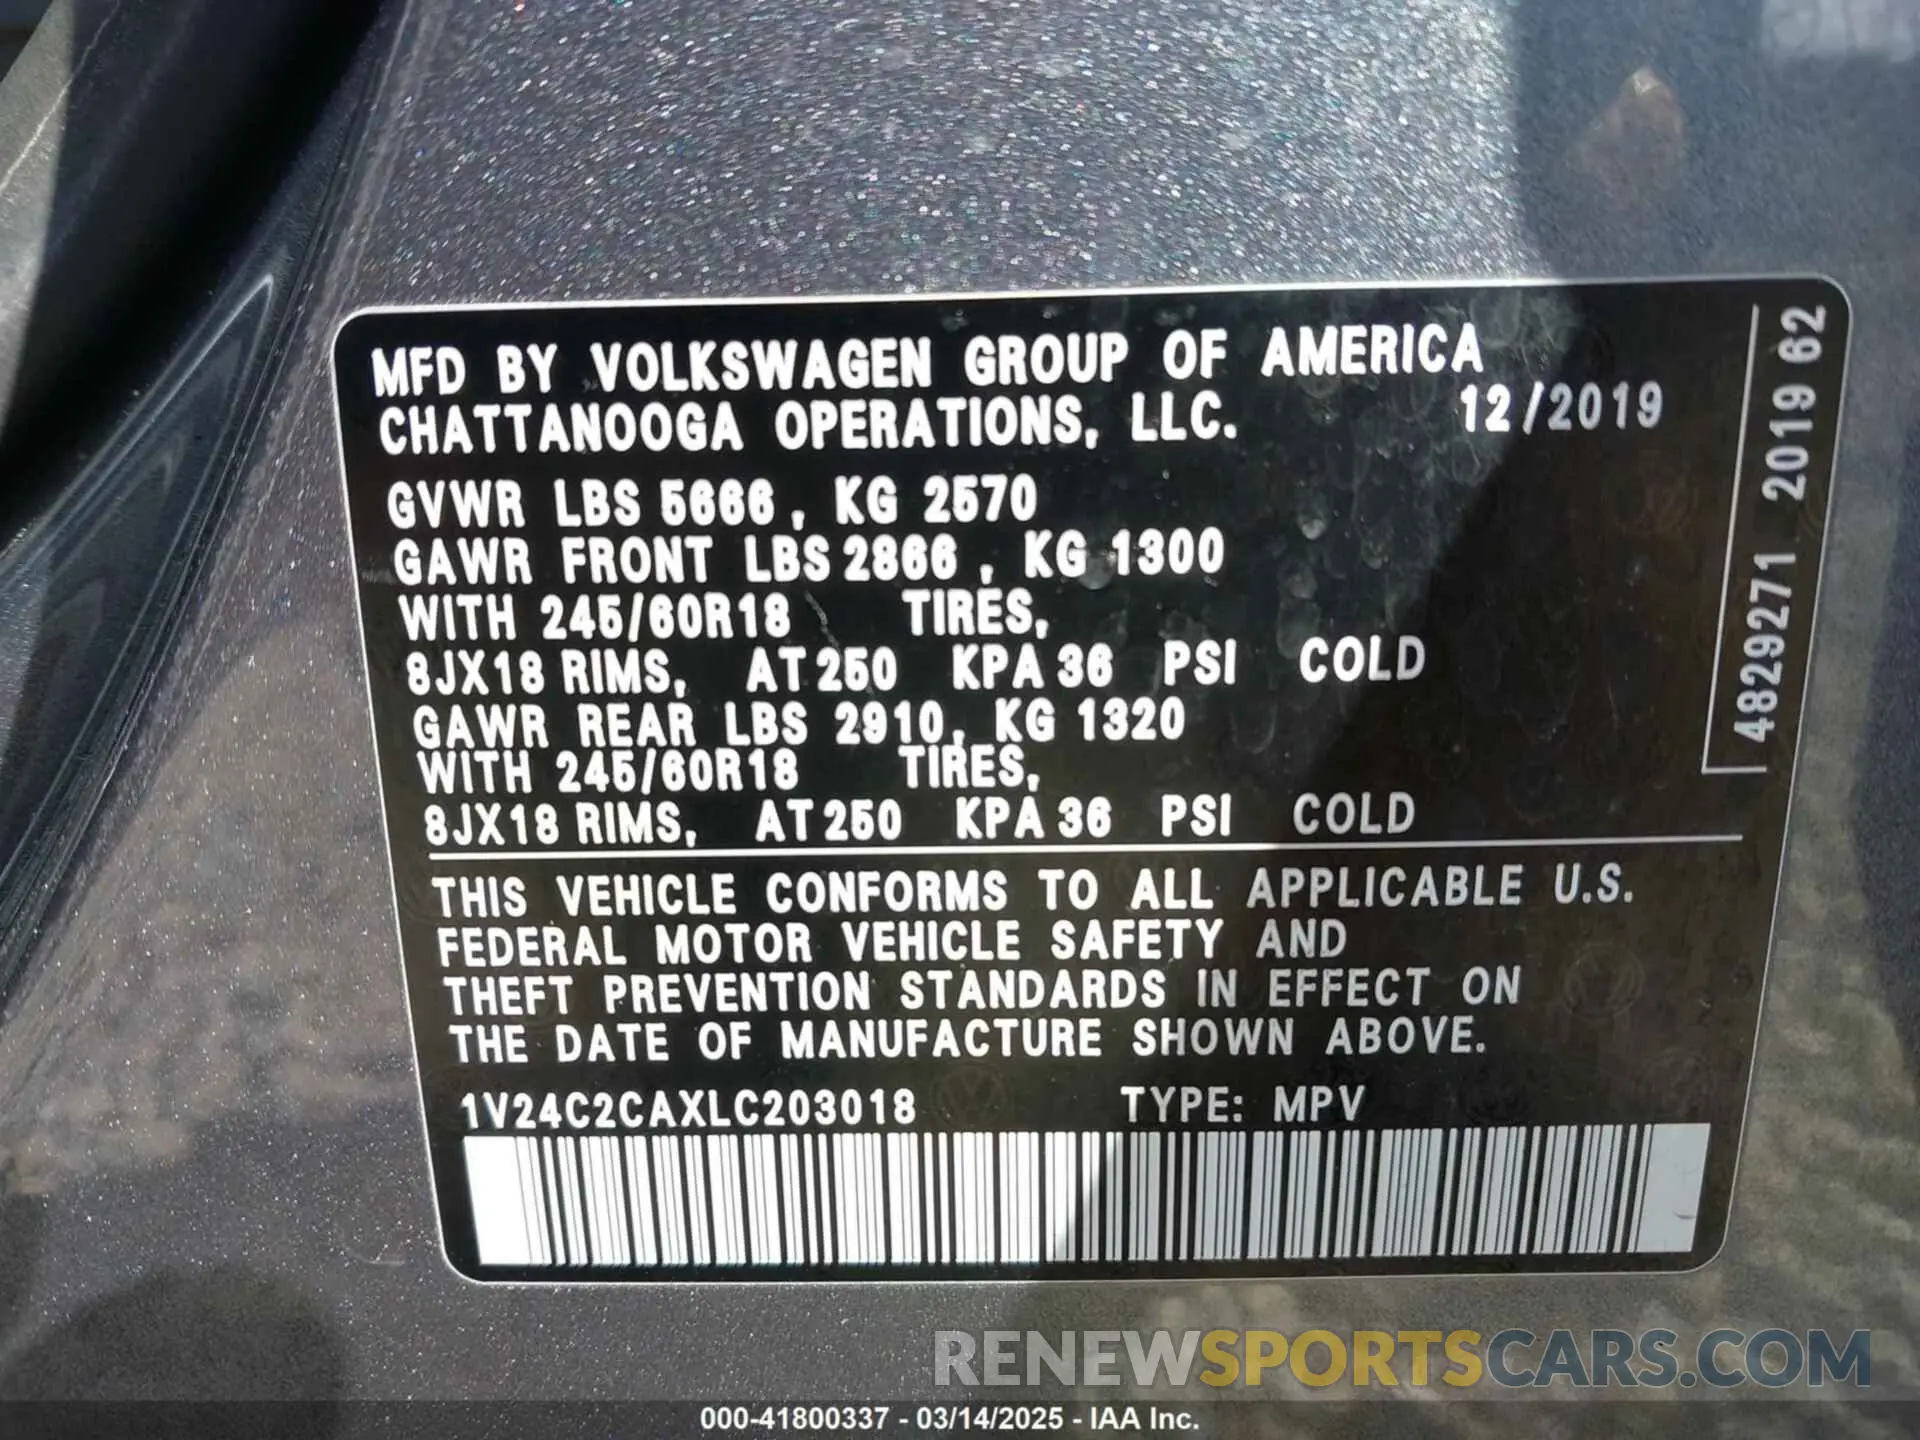 MFD BY VOLKSWAGEN GROUP OF AMERICA
CHATTANOOGA OPERATIONS, LLC. 12/2019
GVWR LBS 5666, KG 2570
GAWR FRONT LBS 2866, KG 1300
WITH 245/60R18 TIRES,
8JX18 RIMS, AT 250 KPA 36 PSI COLD
GAWR REAR LBS 2910, KG 1320
WITH 245/60R18 TIRES,
8JX18 RIMS, AT 250 KPA 36 PSI COLD
THIS VEHICLE CONFORMS TO ALL APPLICABLE U.S.
FEDERAL MOTOR VEHICLE SAFETY AND
THEFT PREVENTION STANDARDS IN EFFECT ON
THE DATE OF MANUFACTURE SHOWN ABOVE.
1V24C2CAXLC203018 TYPE: MPV
4829271 2019 62
RENEWSPORTSCARS.COM
000-41800337 - 03/14/2025 - IAA Inc.